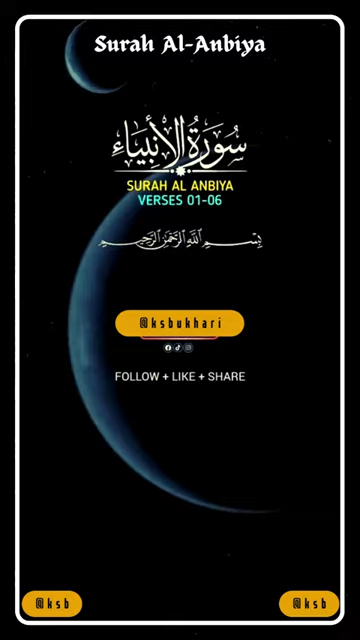 Surah Al-Anbiya
سُورَةُ الأَنبِيَاءِ
SURAH AL ANBIYA
VERSES 01-06
بِسْمِ اللَّهِ الرَّحْمَنِ الرَّحِيمِ
@ksbukhari
FOLLOW + LIKE + SHARE
@ksb
@ksb